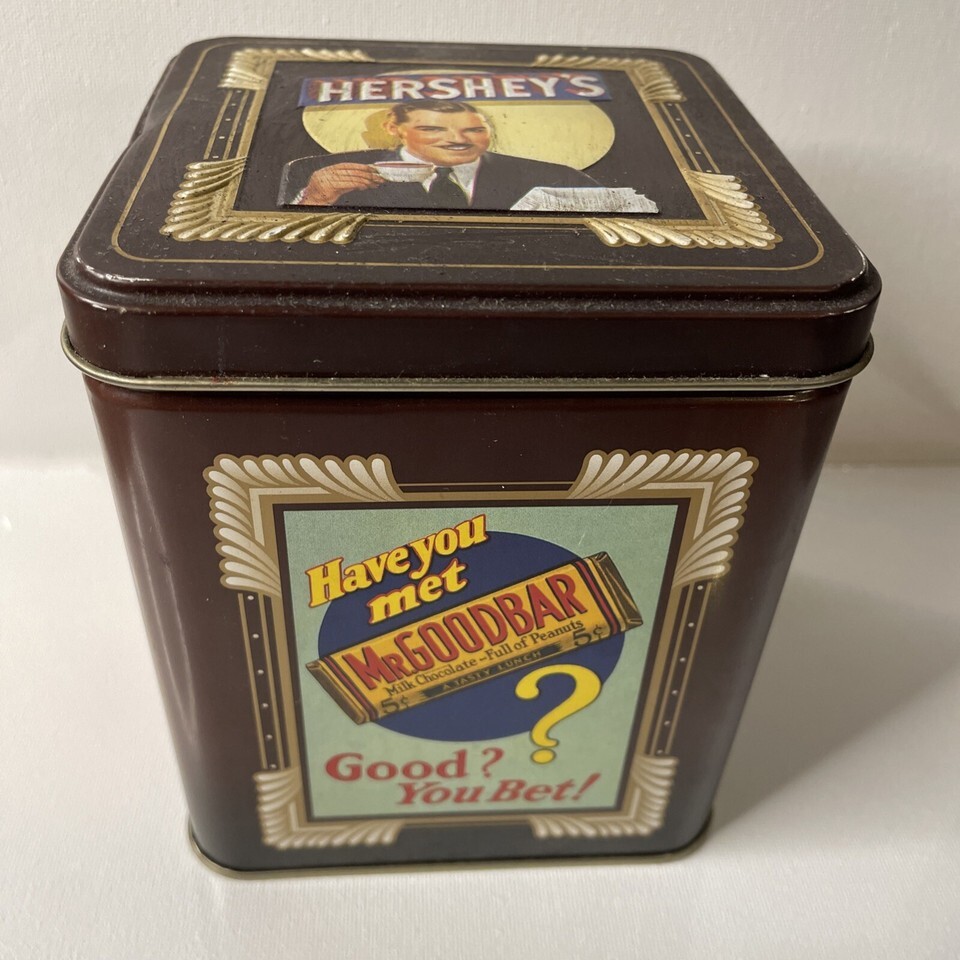 HERSHEY'S
Have you
met
MR.GOODBAR
Milk Chocolate - Full of Peanuts
5¢ A TASTY LUNCH 5¢
?
Good?
You Bet!